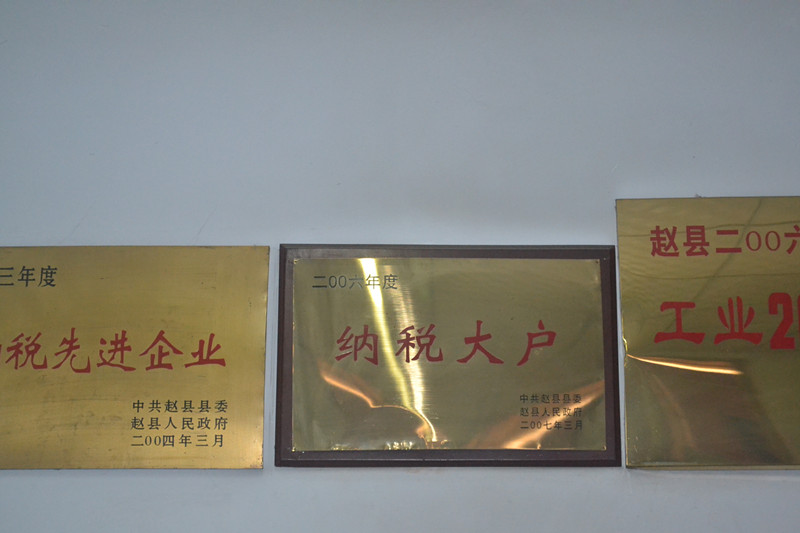 三年度
税先进企业
中共赵县县委
赵县人民政府
二00四年三月
二00六年度
纳税大户
中共赵县县委
赵县人民政府
二00七年三月
赵县二00六
工业2